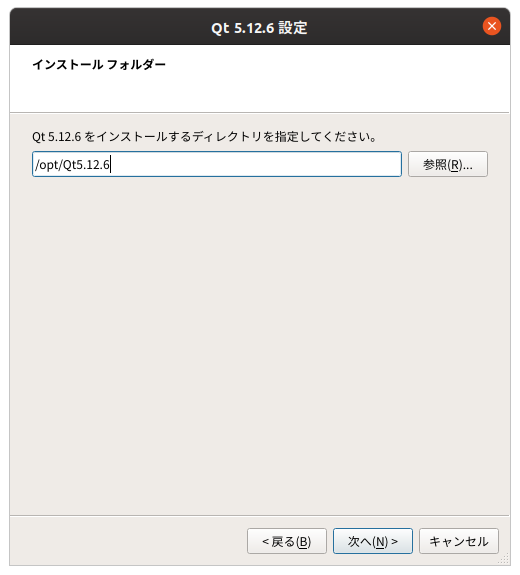 Qt 5.12.6 設定
インストール フォルダー
Qt 5.12.6 をインストールするディレクトリを指定してください。
/opt/Qt5.12.6
参照(R)...
< 戻る(B)
次へ(N) >
キャンセル